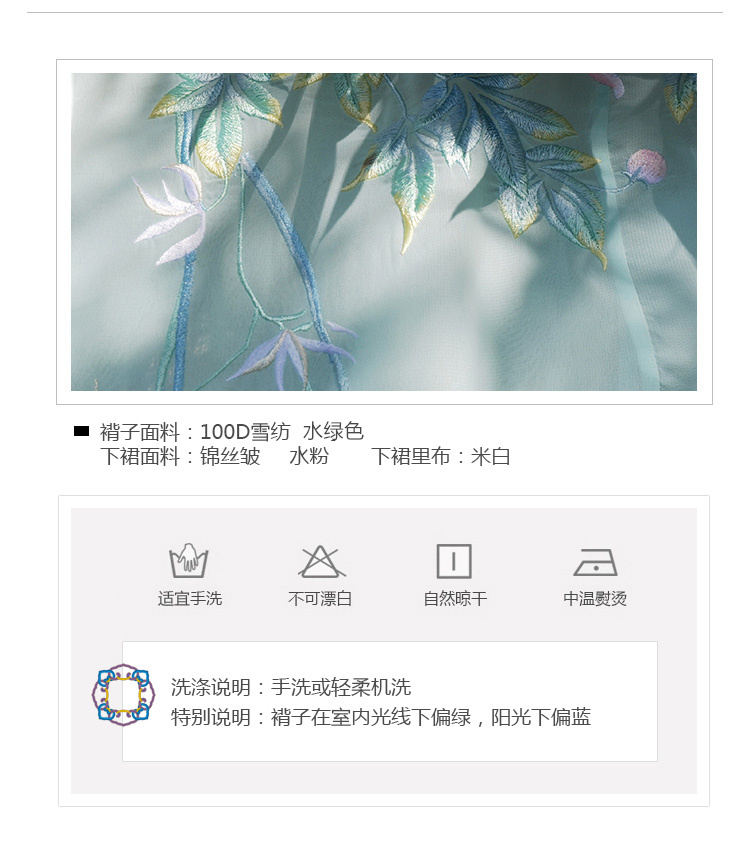 褙子面料：100D雪纺 水绿色
下裙面料：锦丝皱 水粉 下裙里布：米白
适宜手洗 不可漂白 自然晾干 中温熨烫
洗涤说明：手洗或轻柔机洗
特别说明：褙子在室内光线下偏绿，阳光下偏蓝